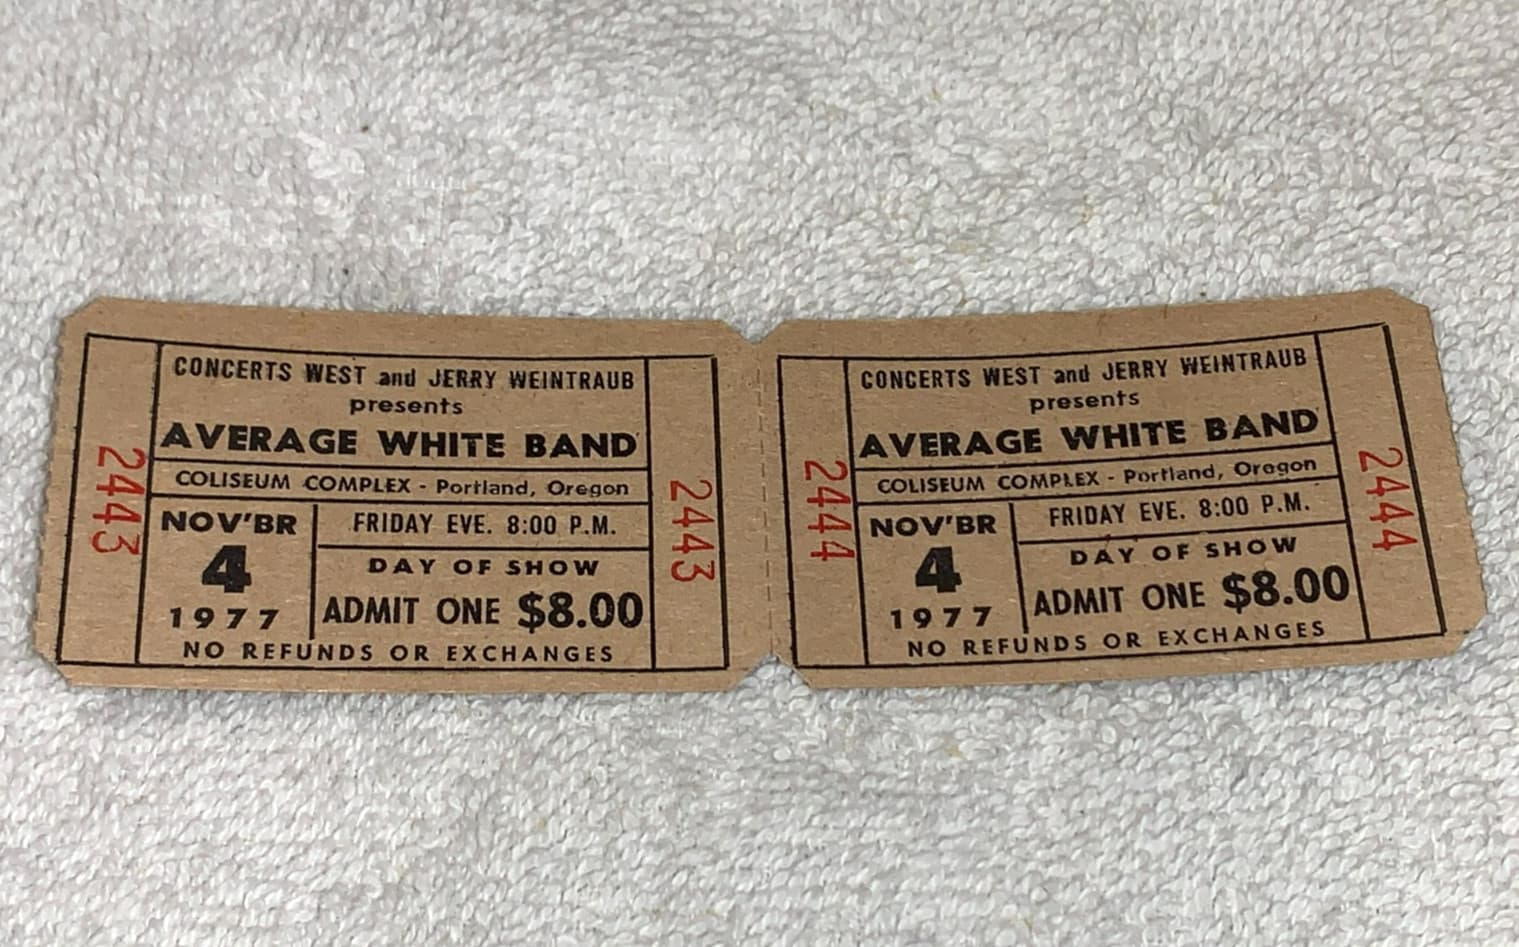 2443
CONCERTS WEST and JERRY WEINTRAUB
presents
AVERAGE WHITE BAND
COLISEUM COMPLEX - Portland, Oregon
NOV'BR
4
1977
FRIDAY EVE. 8:00 P.M.
DAY OF SHOW
ADMIT ONE $8.00
NO REFUNDS OR EXCHANGES
2443
2444
CONCERTS WEST and JERRY WEINTRAUB
presents
AVERAGE WHITE BAND
COLISEUM COMPLEX - Portland, Oregon
NOV'BR
4
1977
FRIDAY EVE. 8:00 P.M.
DAY OF SHOW
ADMIT ONE $8.00
NO REFUNDS OR EXCHANGES
2444